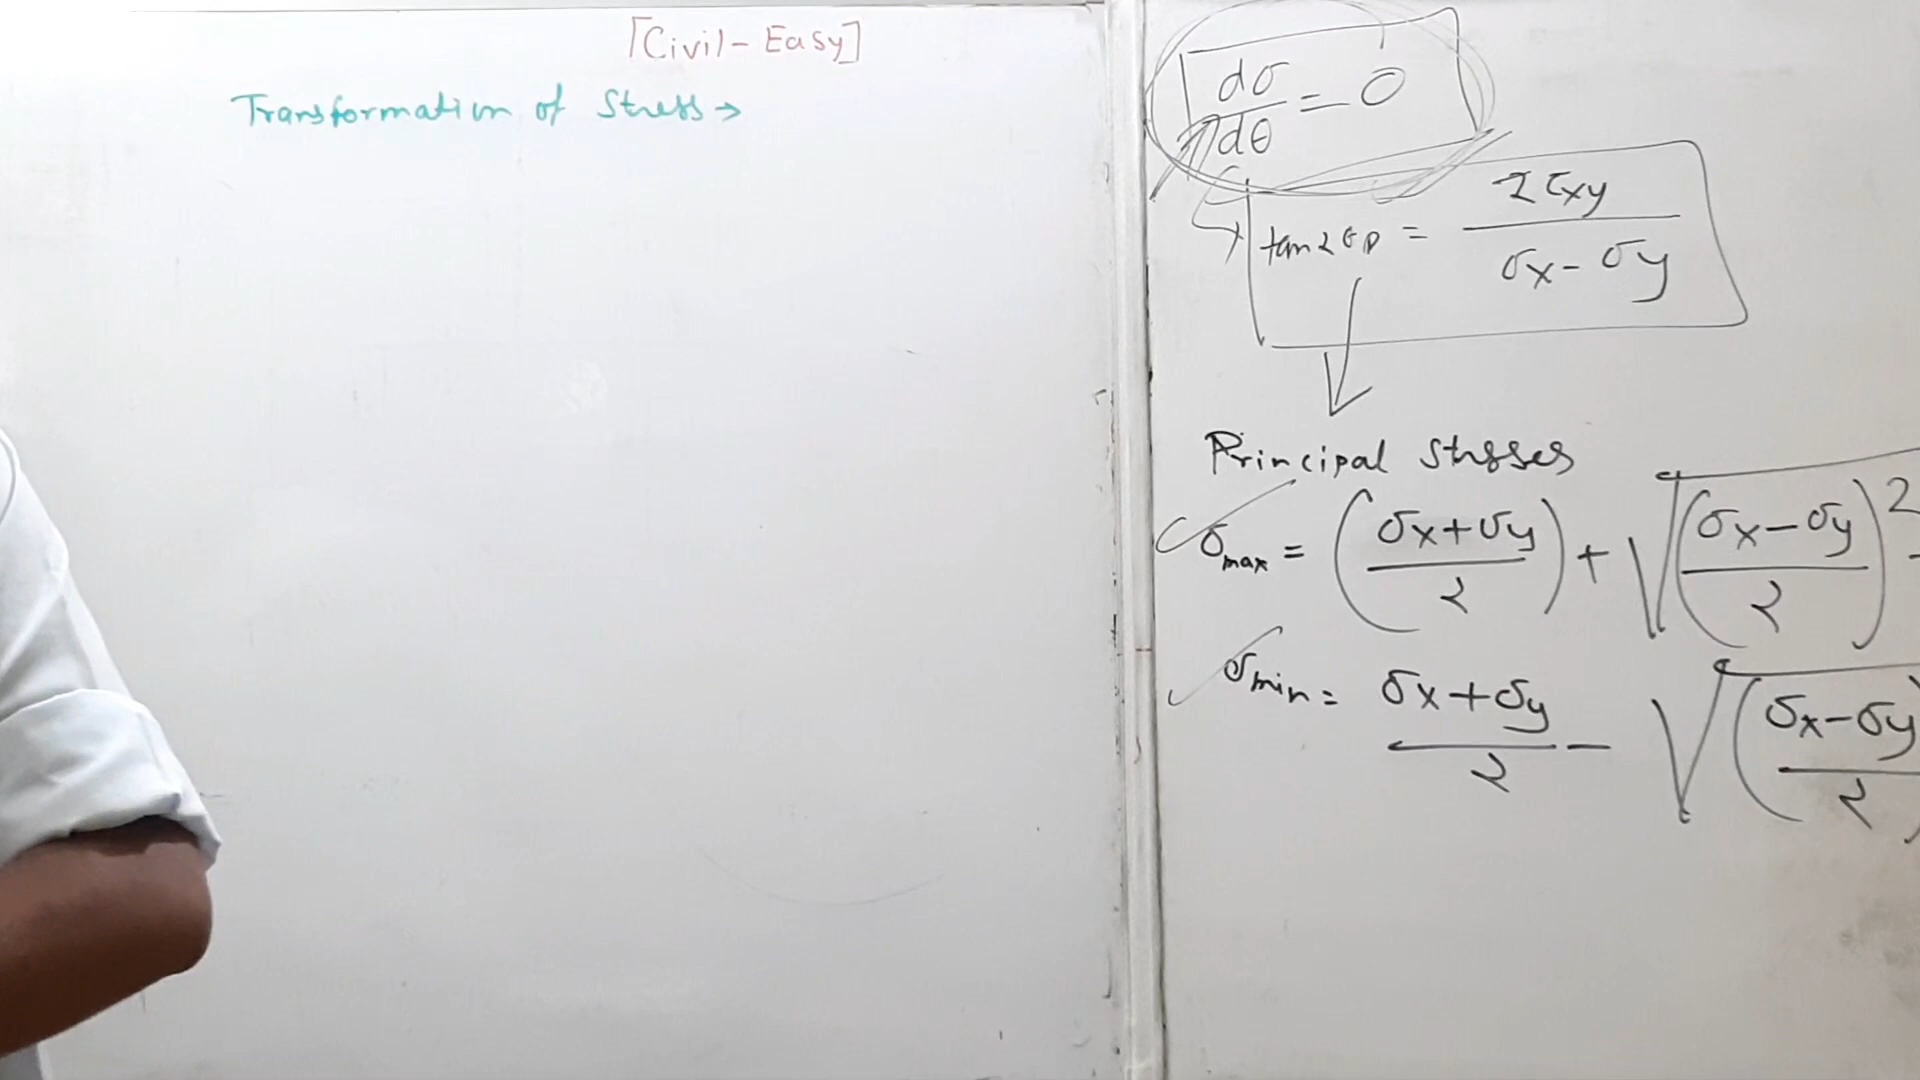 [Civil-Easy]
Transformation of Stress →
dσ/dθ = 0
tan2θp = 2τxy / σx - σy
Principal stresses
σmax = (σx+σy / 2) + √(σx-σy / 2)2
σmin = σx+σy / 2 - √(σx-σy / 2)